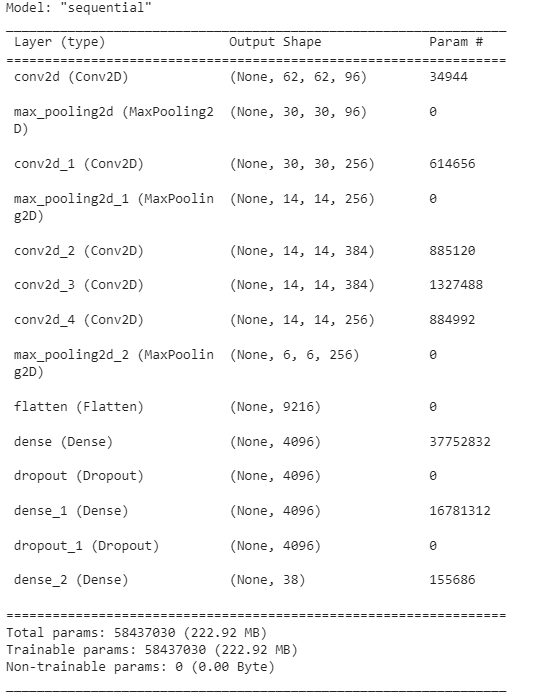 Model: "sequential"
_________________________________________________________________
Layer (type) Output Shape Param #
=================================================================
conv2d (Conv2D) (None, 62, 62, 96) 34944
max_pooling2d (MaxPooling2 (None, 30, 30, 96) 0
D)
conv2d_1 (Conv2D) (None, 30, 30, 256) 614656
max_pooling2d_1 (MaxPoolin (None, 14, 14, 256) 0
g2D)
conv2d_2 (Conv2D) (None, 14, 14, 384) 885120
conv2d_3 (Conv2D) (None, 14, 14, 384) 1327488
conv2d_4 (Conv2D) (None, 14, 14, 256) 884992
max_pooling2d_2 (MaxPoolin (None, 6, 6, 256) 0
g2D)
flatten (Flatten) (None, 9216) 0
dense (Dense) (None, 4096) 37752832
dropout (Dropout) (None, 4096) 0
dense_1 (Dense) (None, 4096) 16781312
dropout_1 (Dropout) (None, 4096) 0
dense_2 (Dense) (None, 38) 155686
=================================================================
Total params: 58437030 (222.92 MB)
Trainable params: 58437030 (222.92 MB)
Non-trainable params: 0 (0.00 Byte)
_________________________________________________________________